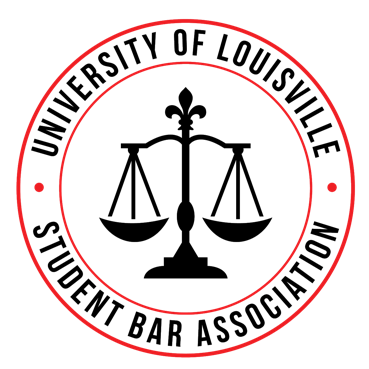 UNIVERSITY OF LOUISVILLE
STUDENT BAR ASSOCIATION